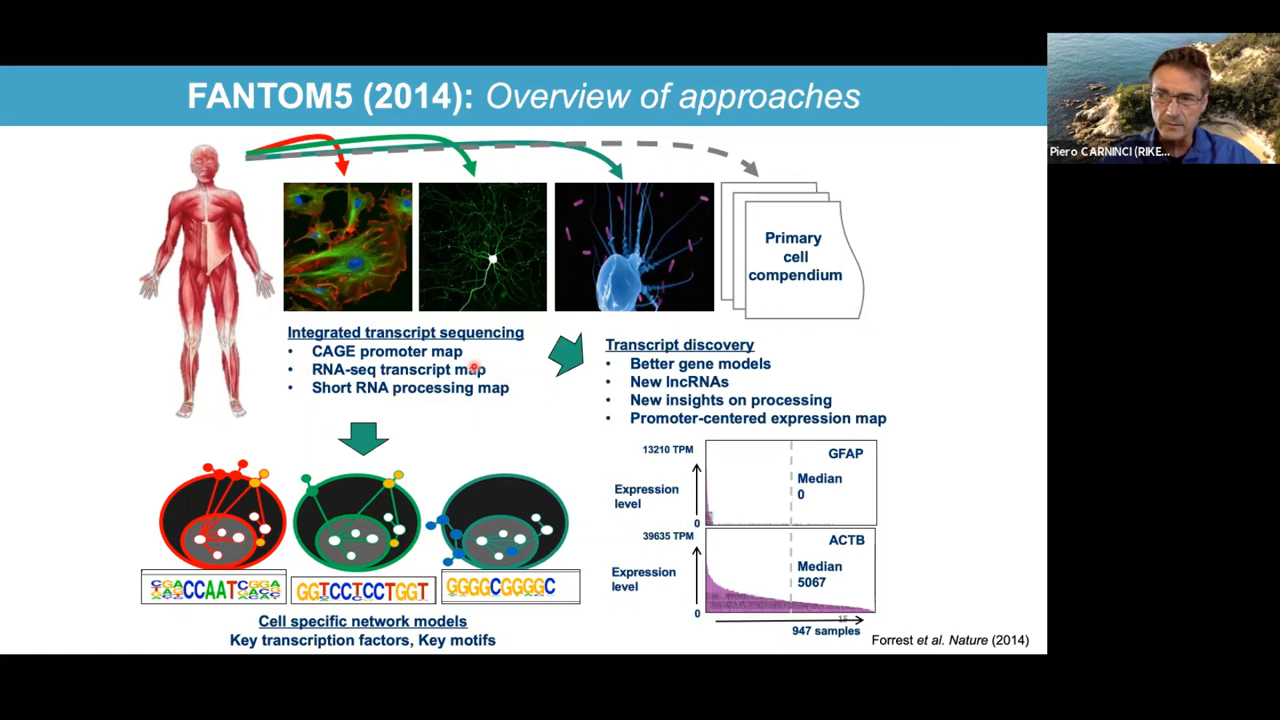 FANTOM5 (2014): Overview of approaches
Piero CARNINCI (RIKE...
Primary
cell
compendium
Integrated transcript sequencing
• CAGE promoter map
• RNA-seq transcript map
• Short RNA processing map
Transcript discovery
• Better gene models
• New lncRNAs
• New insights on processing
• Promoter-centered expression map
13210 TPM
GFAP
Median
0
Expression
level
0
39635 TPM
ACTB
Median
5067
Expression
level
0
15
947 samples
CCAAT
GGTCCTCCTGGT
GGGGCGGGGC
Cell specific network models
Key transcription factors, Key motifs
Forrest et al. Nature (2014)